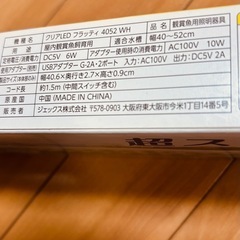 機種名 クリアLED フラッティ 4052 WH 品名 観賞魚用照明器具
用途 屋内観賞魚飼育用 適合水槽 幅40~52cm
定格電圧/消費電力 DC5V 6W アダプター使用時の電圧/消費電力 AC100V 10W
USBアダプター G-2A-2ポート 入力:AC100V 出力:DC5V 2A
幅40.6×奥行き2.7×高さ0.9cm
コード長 約1.5m (中間スイッチ含む)
原産国 中国 (MADE IN CHINA)
発売元 ジェックス株式会社 〒578-0903 大阪府東大阪市今米1丁目14番5号